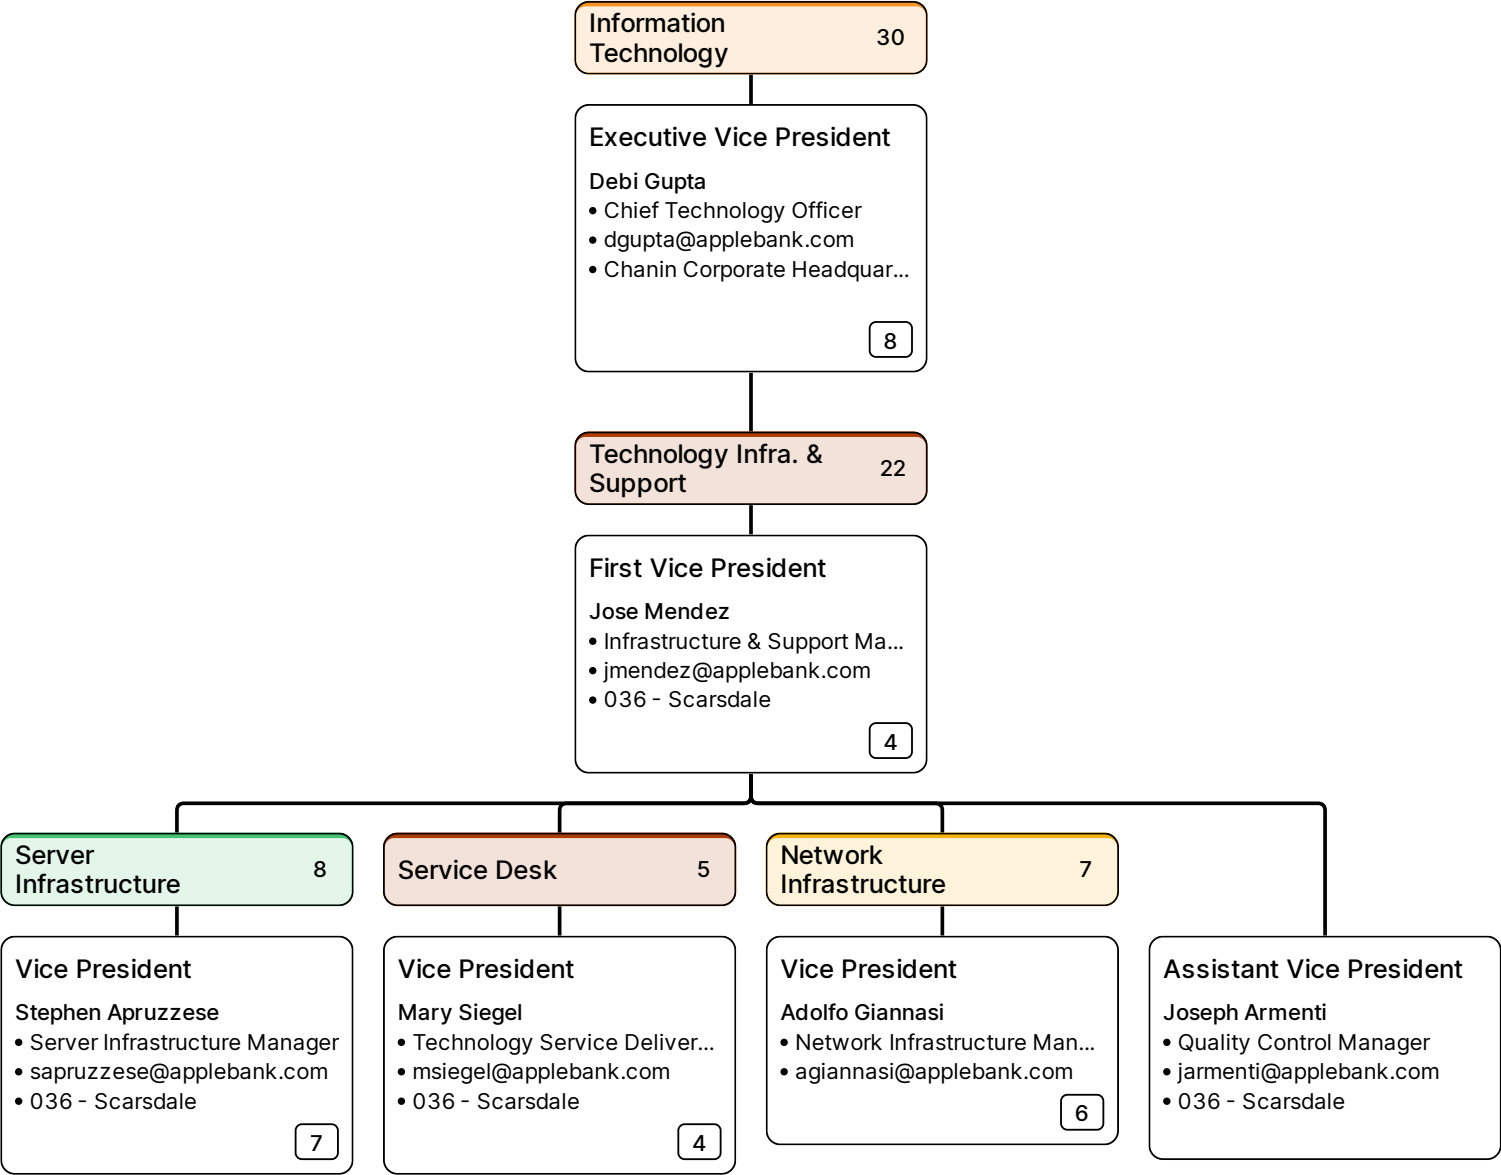 Information
Technology
30
Executive Vice President
Debi Gupta
• Chief Technology Officer
• dgupta@applebank.com
• Chanin Corporate Headquar...
8
Technology Infra. &
Support
22
First Vice President
Jose Mendez
• Infrastructure & Support Ma...
• jmendez@applebank.com
• 036 - Scarsdale
4
Server
Infrastructure
8
Vice President
Stephen Apruzzese
• Server Infrastructure Manager
• sapruzzese@applebank.com
• 036 - Scarsdale
7
Service Desk
5
Vice President
Mary Siegel
• Technology Service Deliver...
• msiegel@applebank.com
• 036 - Scarsdale
4
Network
Infrastructure
7
Vice President
Adolfo Giannasi
• Network Infrastructure Man...
• agiannasi@applebank.com
6
Assistant Vice President
Joseph Armenti
• Quality Control Manager
• jarmenti@applebank.com
• 036 - Scarsdale